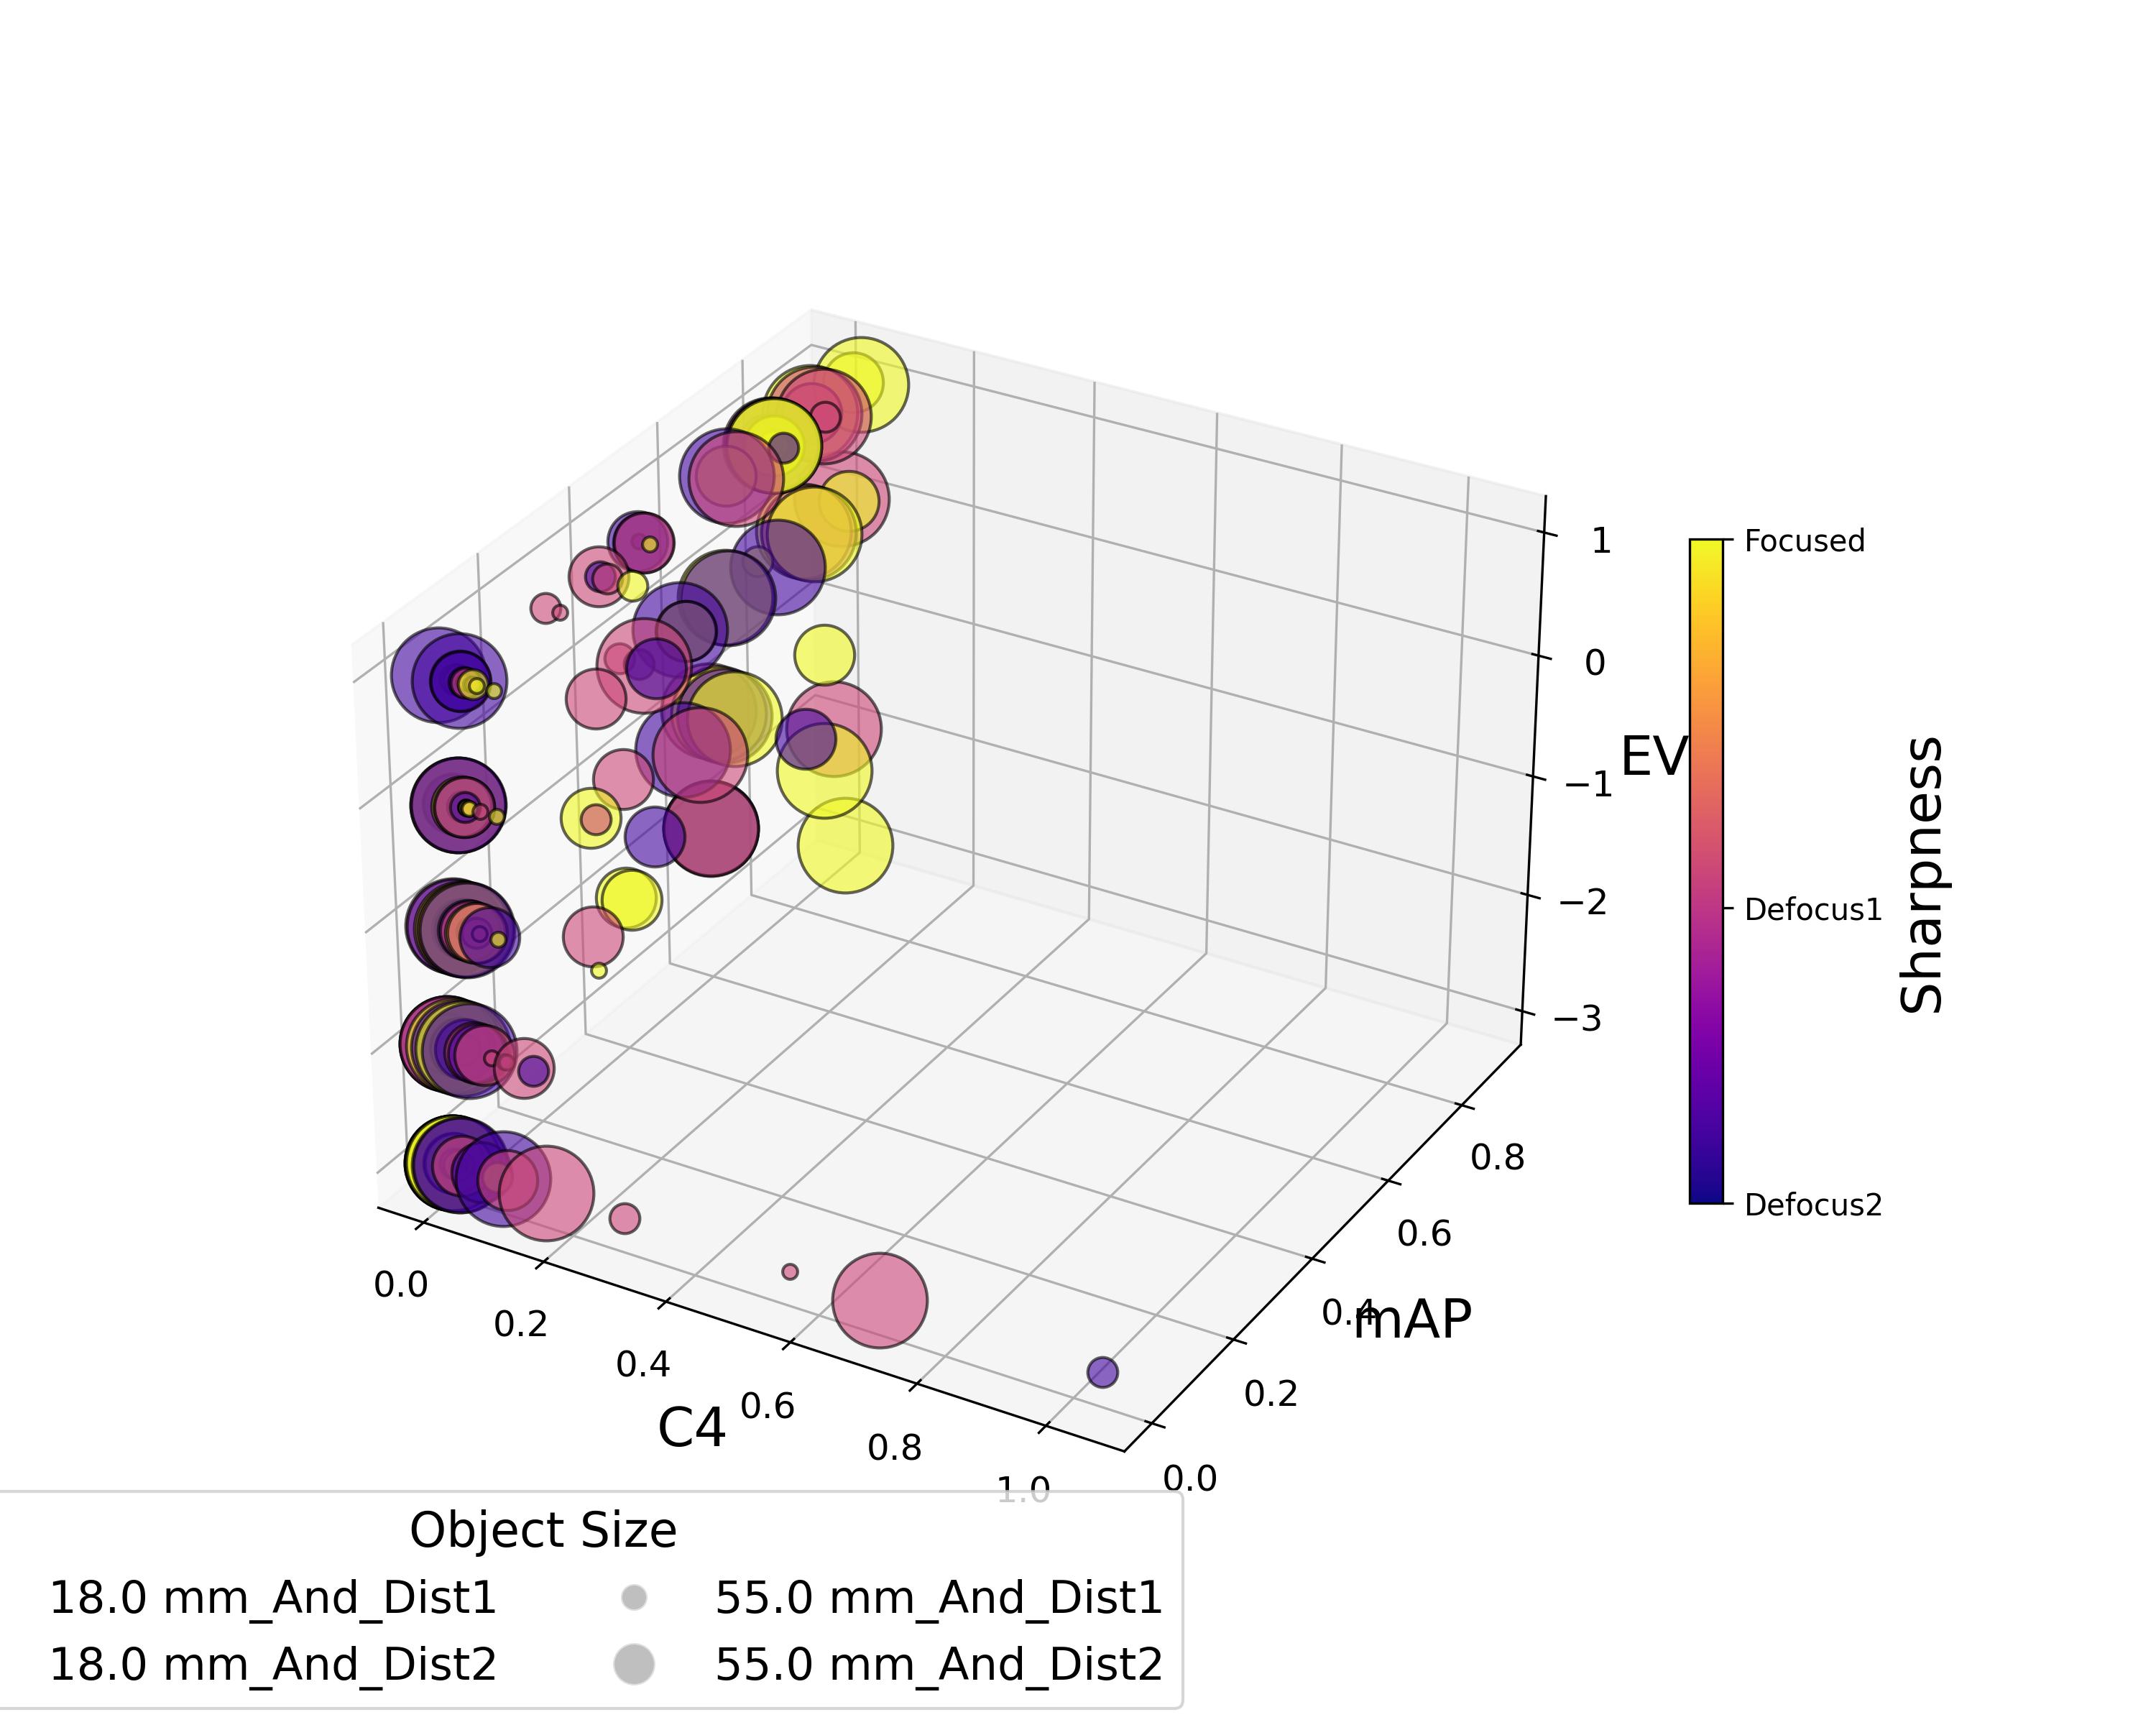 1
0
−1
−2
−3
EV
Focused
Defocus1
Defocus2
Sharpness
0.0
0.2
0.4
0.6
0.8
1.0
C4
0.0
0.2
0.4
0.6
0.8
mAP
Object Size
18.0 mm_And_Dist1
55.0 mm_And_Dist1
18.0 mm_And_Dist2
55.0 mm_And_Dist2